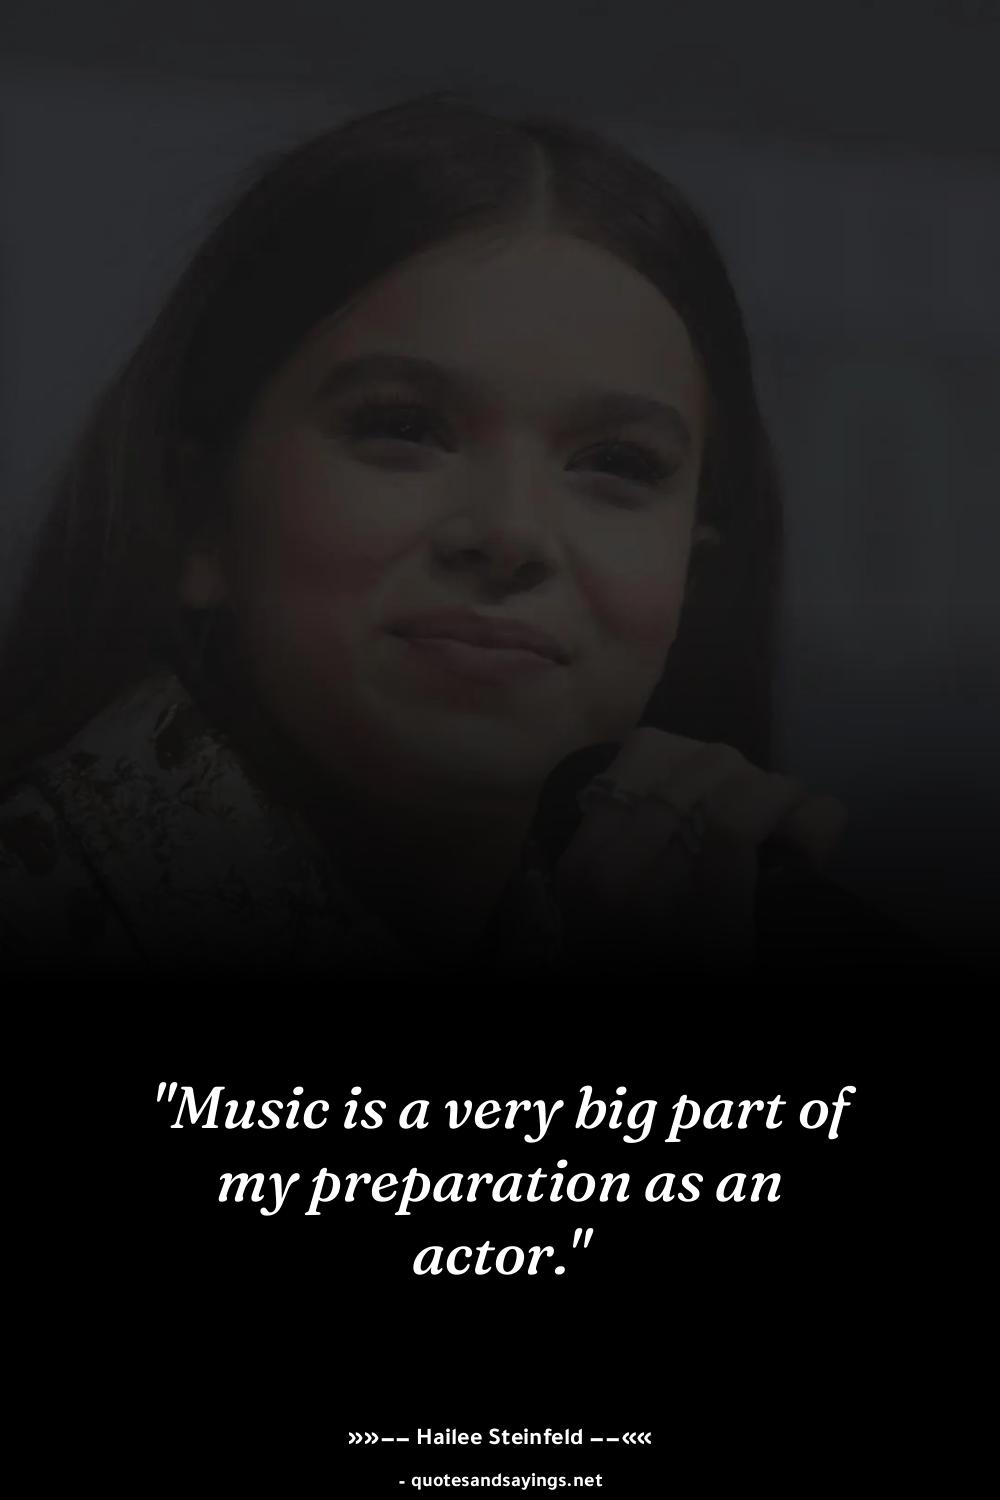 "Music is a very big part of
my preparation as an
actor."
»»–– Hailee Steinfeld ––««
- quotesandsayings.net